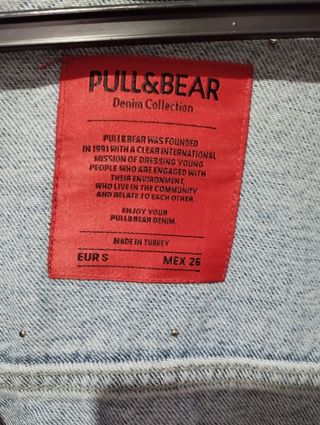 PULL&BEAR
Denim Collection
PULL&BEAR WAS FOUNDED
IN 1991 WITH A CLEAR INTERNATIONAL
MISSION OF DRESSING YOUNG
PEOPLE WHO ARE ENGAGED WITH
THEIR ENVIRONMENT,
WHO LIVE IN THE COMMUNITY
AND RELATE TO EACH OTHER
ENJOY YOUR
PULL&BEAR DENIM.
MADE IN TURKEY
EUR S MEX 26